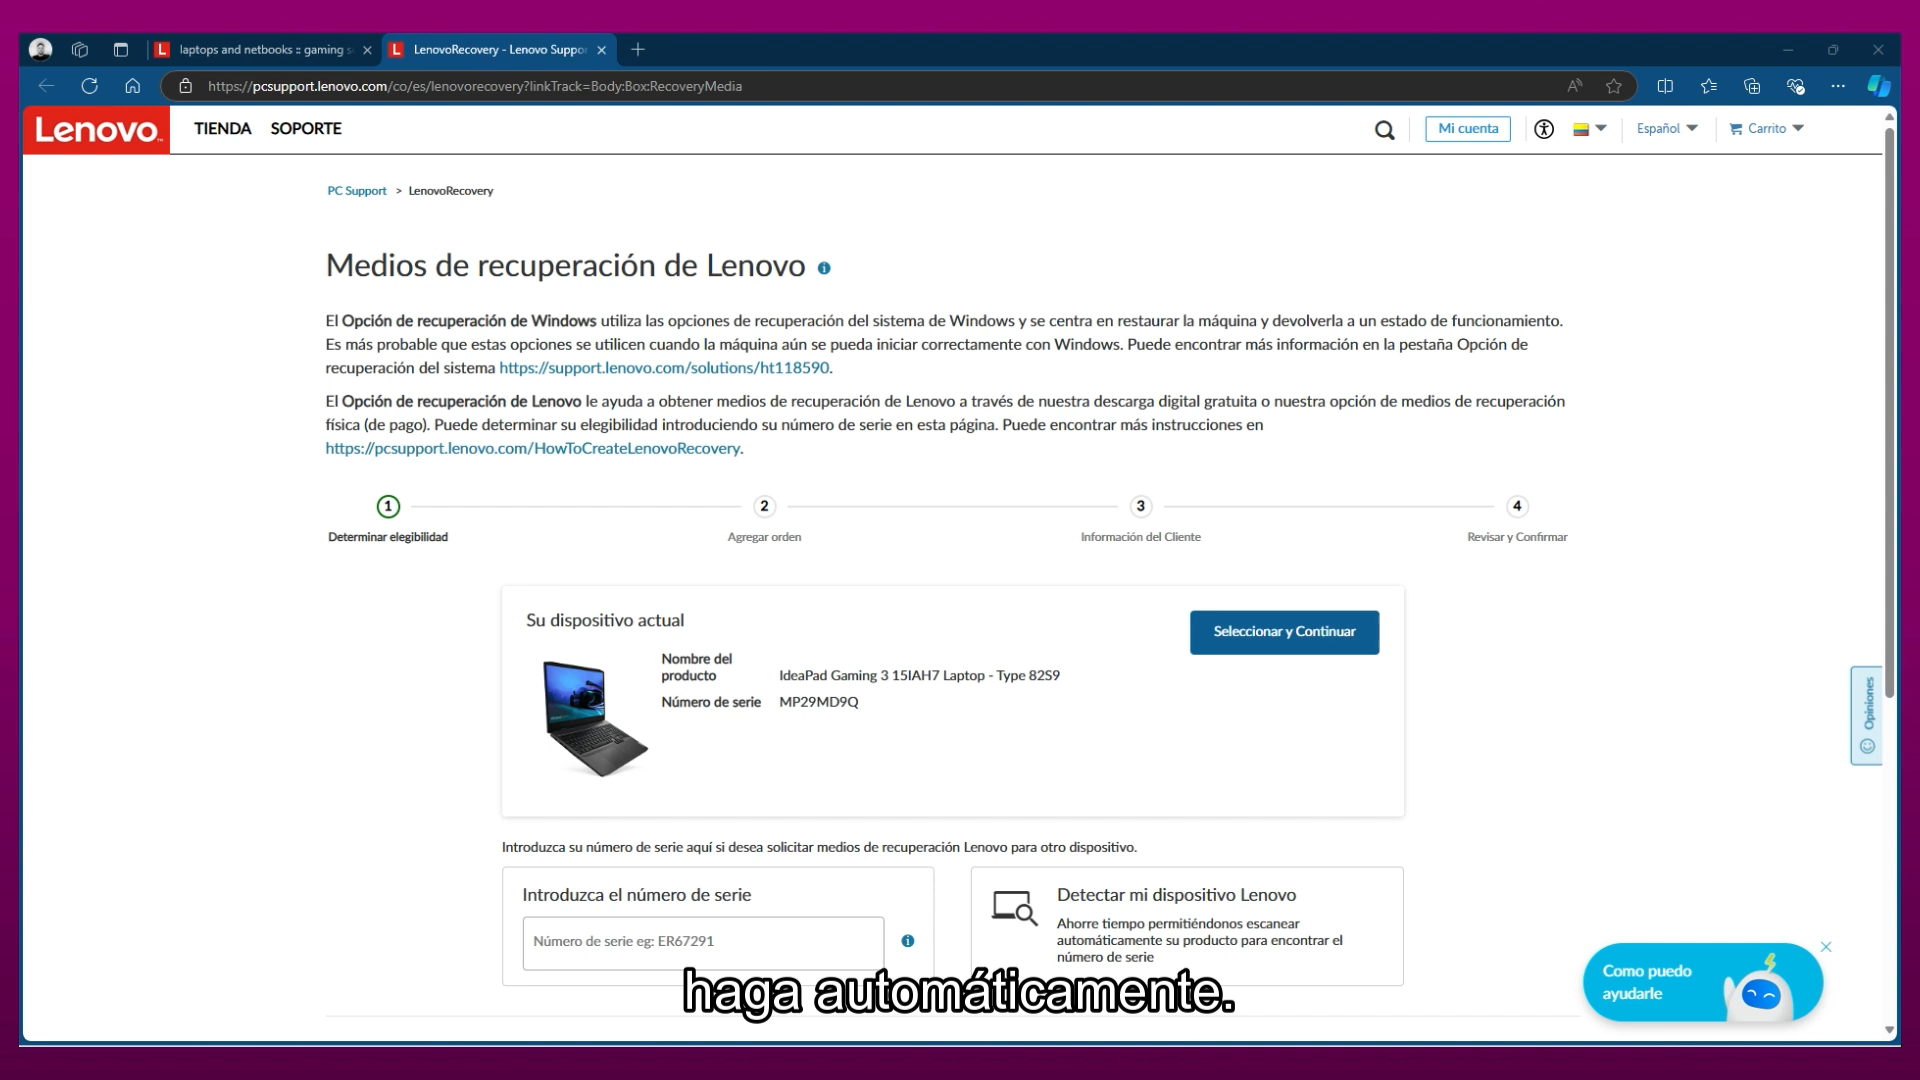 laptops and netbooks :: gaming s
LenovoRecovery - Lenovo Suppo
https://pcsupport.lenovo.com/co/es/lenovorecovery?linkTrack=Body:Box:RecoveryMedia
Lenovo
TIENDA
SOPORTE
Mi cuenta
Español
Carrito
PC Support > LenovoRecovery
Medios de recuperación de Lenovo
El Opción de recuperación de Windows utiliza las opciones de recuperación del sistema de Windows y se centra en restaurar la máquina y devolverla a un estado de funcionamiento.
Es más probable que estas opciones se utilicen cuando la máquina aún se pueda iniciar correctamente con Windows. Puede encontrar más información en la pestaña Opción de
recuperación del sistema https://support.lenovo.com/solutions/ht118590.
El Opción de recuperación de Lenovo le ayuda a obtener medios de recuperación de Lenovo a través de nuestra descarga digital gratuita o nuestra opción de medios de recuperación
física (de pago). Puede determinar su elegibilidad introduciendo su número de serie en esta página. Puede encontrar más instrucciones en
https://pcsupport.lenovo.com/HowToCreateLenovoRecovery.
1
2
3
4
Determinar elegibilidad
Agregar orden
Información del Cliente
Revisar y Confirmar
Su dispositivo actual
Seleccionar y Continuar
Nombre del
producto
IdeaPad Gaming 3 15IAH7 Laptop - Type 82S9
Número de serie
MP29MD9Q
Opiniones
Introduzca su número de serie aquí si desea solicitar medios de recuperación Lenovo para otro dispositivo.
Introduzca el número de serie
Número de serie eg: ER67291
Detectar mi dispositivo Lenovo
Ahorre tiempo permitiéndonos escanear
automáticamente su producto para encontrar el
número de serie
Como puedo
ayudarle
haga automáticamente.